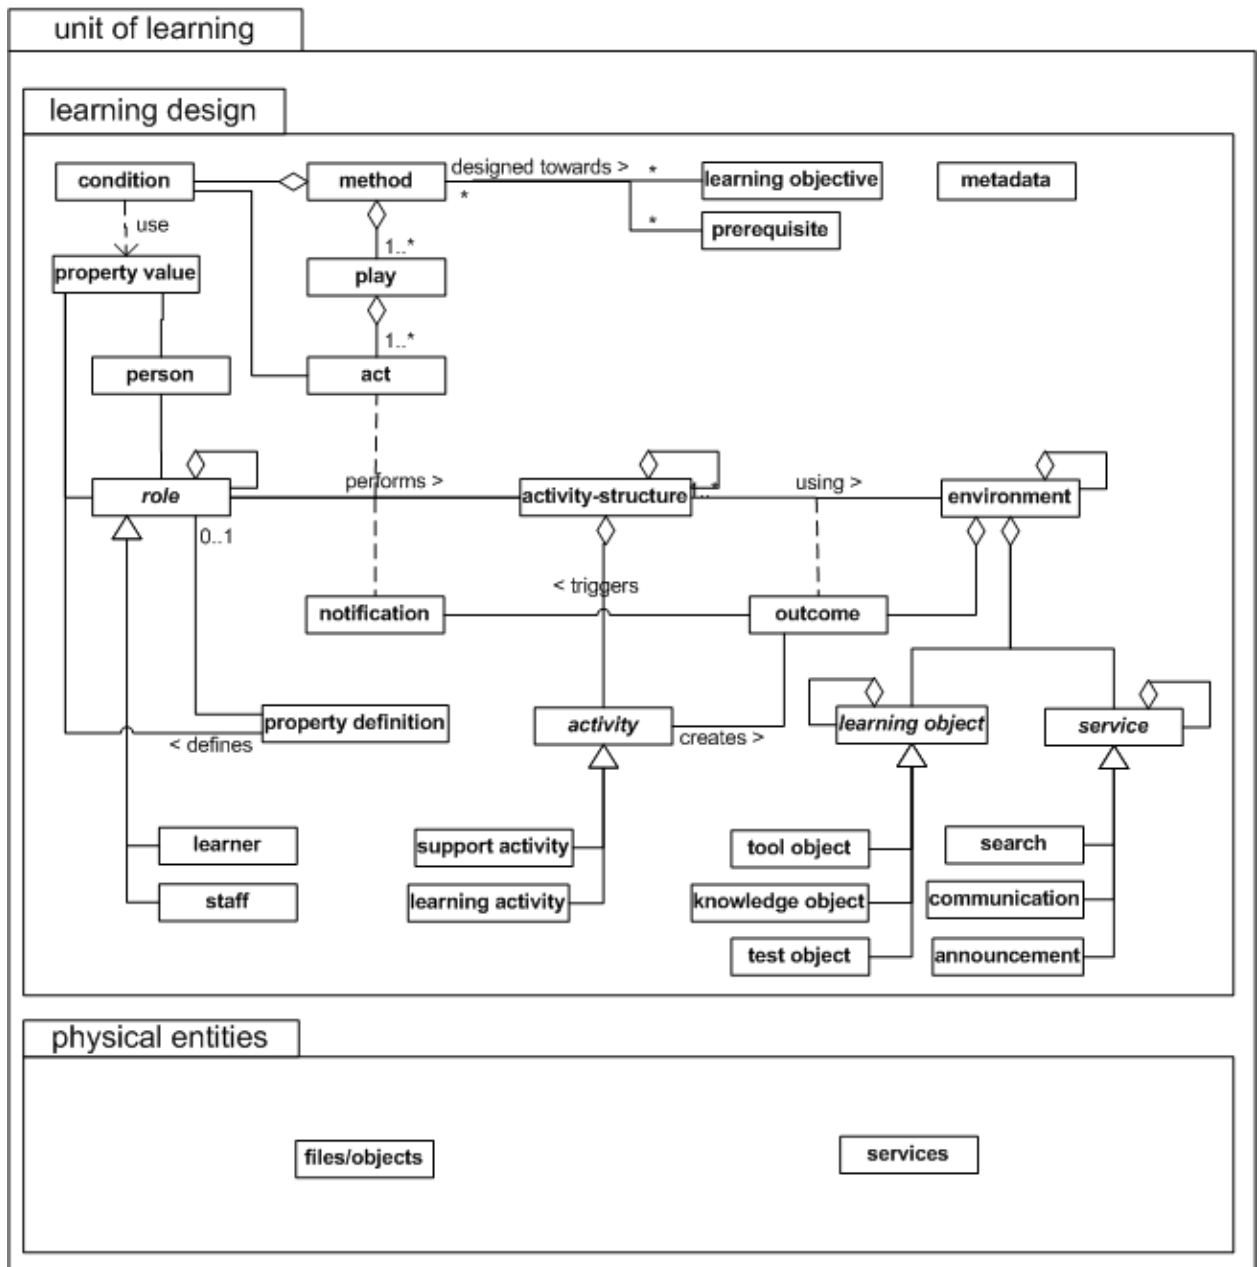 unit of learning
learning design
condition
method
designed towards >
*
*
learning objective
metadata
use
*
prerequisite
1..*
property value
play
1..*
person
act
role
performs >
activity-structure
1..*
using >
environment
0..1
< triggers
notification
outcome
property definition
< defines
activity
creates >
learning object
service
learner
support activity
tool object
search
staff
learning activity
knowledge object
communication
test object
announcement
physical entities
files/objects
services